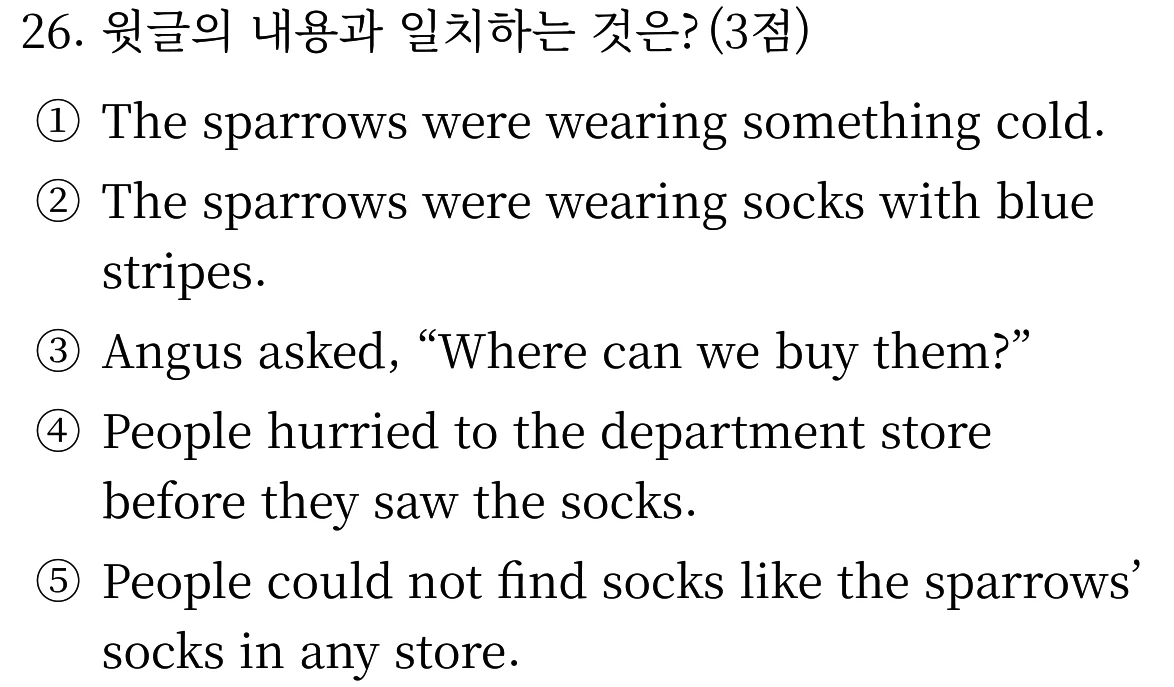 26. 윗글의 내용과 일치하는 것은? (3점)
① The sparrows were wearing something cold.
② The sparrows were wearing socks with blue
stripes.
③ Angus asked, “Where can we buy them?”
④ People hurried to the department store
before they saw the socks.
⑤ People could not find socks like the sparrows’
socks in any store.